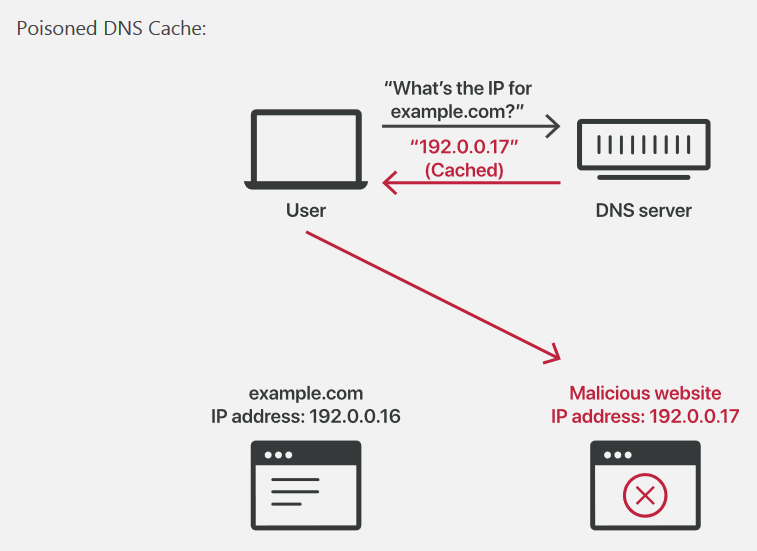 Poisoned DNS Cache:
“What’s the IP for
example.com?”
“192.0.0.17”
(Cached)
User
DNS server
example.com
IP address: 192.0.0.16
Malicious website
IP address: 192.0.0.17